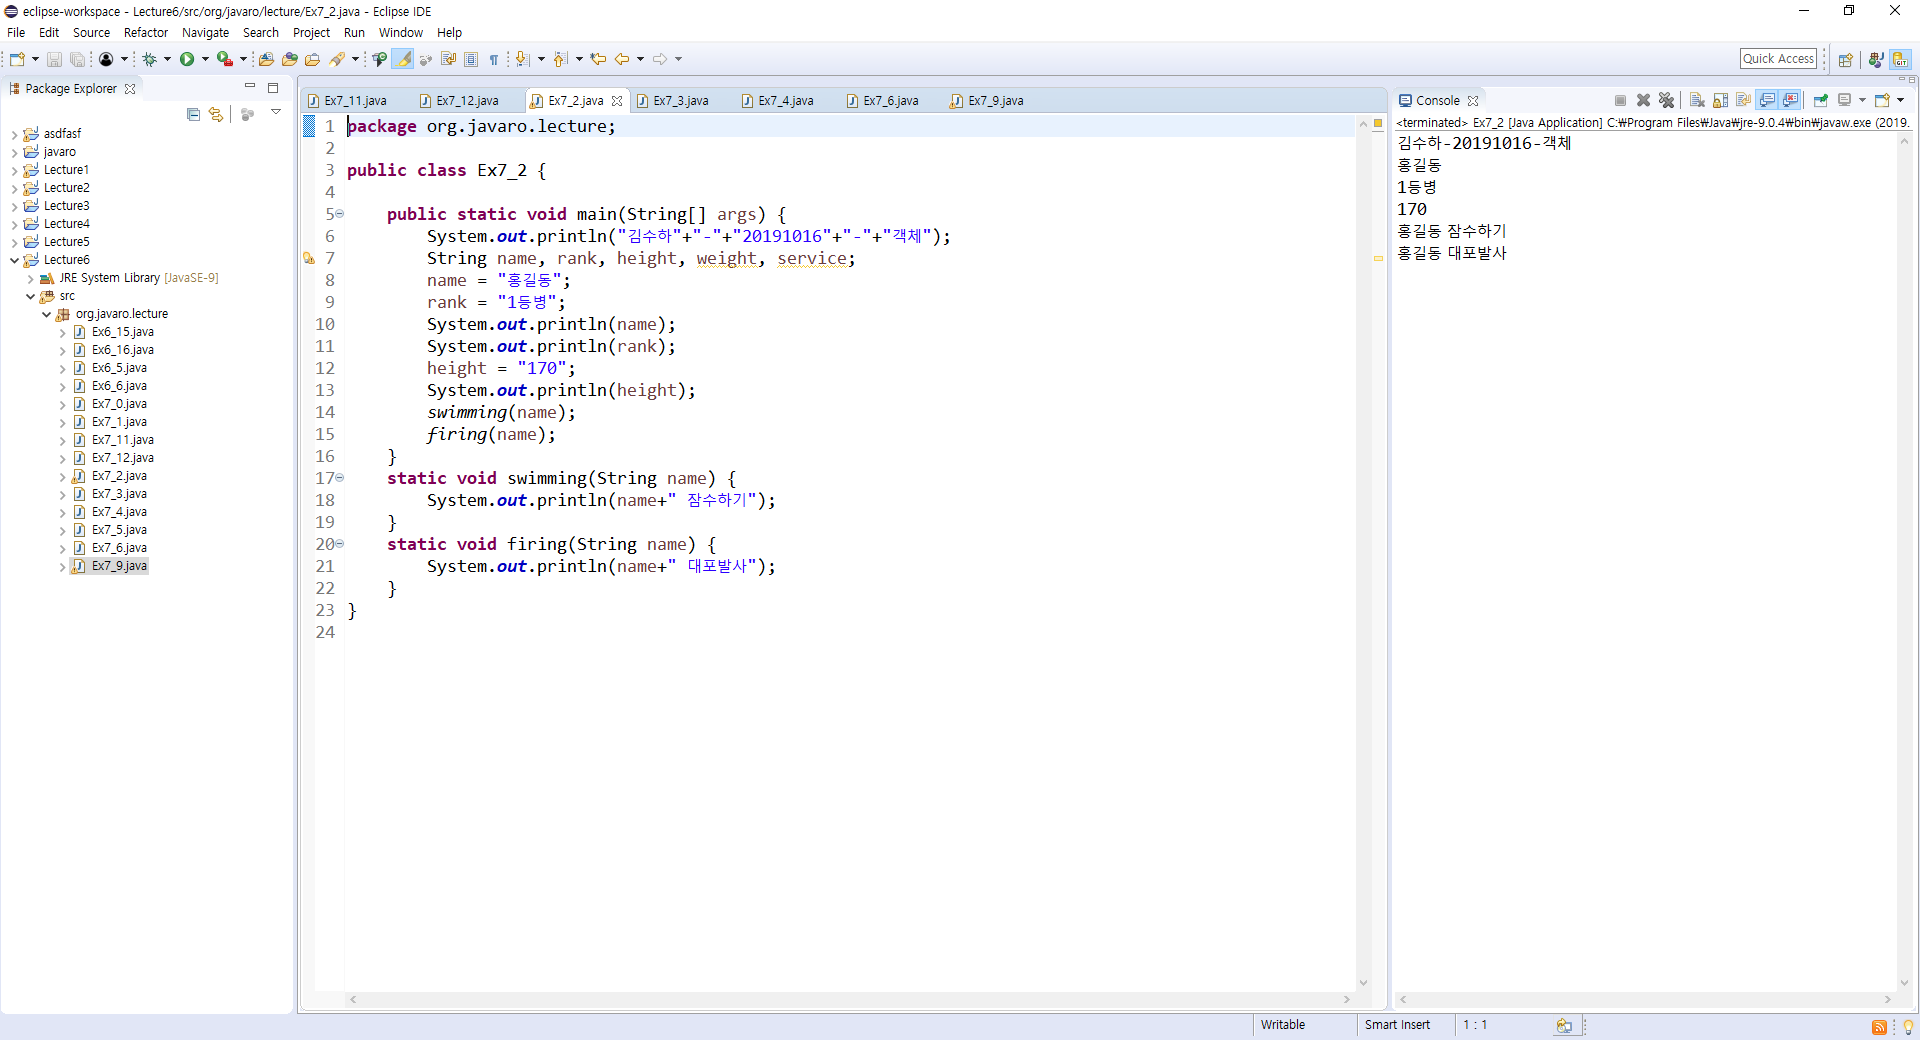 eclipse-workspace - Lecture6/src/org/javaro/lecture/Ex7_2.java - Eclipse IDE
File Edit Source Refactor Navigate Search Project Run Window Help
Quick Access
Package Explorer
asdfasf
javaro
Lecture1
Lecture2
Lecture3
Lecture4
Lecture5
Lecture6
JRE System Library [JavaSE-9]
src
org.javaro.lecture
Ex6_15.java
Ex6_16.java
Ex6_5.java
Ex6_6.java
Ex7_0.java
Ex7_1.java
Ex7_11.java
Ex7_12.java
Ex7_2.java
Ex7_3.java
Ex7_4.java
Ex7_5.java
Ex7_6.java
Ex7_9.java
Ex7_11.java Ex7_12.java Ex7_2.java Ex7_3.java Ex7_4.java Ex7_6.java Ex7_9.java
1 package org.javaro.lecture;
2
3 public class Ex7_2 {
4
5 public static void main(String[] args) {
6 System.out.println("김수하"+"-"+"20191016"+"-"+"객체");
7 String name, rank, height, weight, service;
8 name = "홍길동";
9 rank = "1등병";
10 System.out.println(name);
11 System.out.println(rank);
12 height = "170";
13 System.out.println(height);
14 swimming(name);
15 firing(name);
16 }
17 static void swimming(String name) {
18 System.out.println(name+" 잠수하기");
19 }
20 static void firing(String name) {
21 System.out.println(name+" 대포발사");
22 }
23 }
24
Console
<terminated> Ex7_2 [Java Application] C:₩Program Files₩Java₩jre-9.0.4₩bin₩javaw.exe (2019.
김수하-20191016-객체
홍길동
1등병
170
홍길동 잠수하기
홍길동 대포발사
Writable Smart Insert 1 : 1